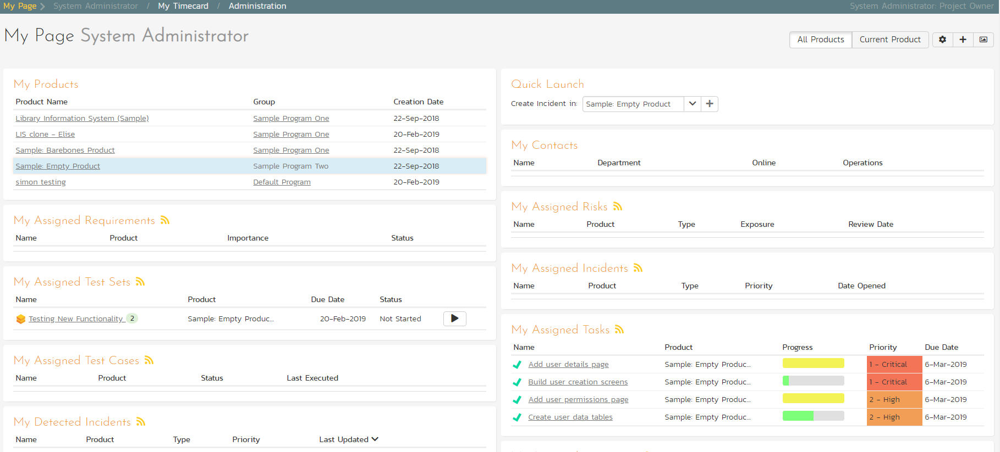 My Page System Administrator / My Timecard / Administration
System Administrator: Project Owner
My Page System Administrator
All Products Current Product
My Products
Product Name Group Creation Date
Library Information System (Sample) Sample Program One 22-Sep-2018
LIS clone - Elise Sample Program One 20-Feb-2019
Sample: Barebones Product Sample Program One 22-Sep-2018
Sample: Empty Product Sample Program Two 22-Sep-2018
simon testing Default Program 20-Feb-2019
My Assigned Requirements
Name Product Importance Status
My Assigned Test Sets
Name Product Due Date Status
Testing New Functionality 2 Sample: Empty Produc... 20-Feb-2019 Not Started
My Assigned Test Cases
Name Product Status Last Executed
My Detected Incidents
Name Product Type Priority Last Updated
Quick Launch
Create Incident in: Sample: Empty Product
My Contacts
Name Department Online Operations
My Assigned Risks
Name Product Type Exposure Review Date
My Assigned Incidents
Name Product Type Priority Date Opened
My Assigned Tasks
Name Product Progress Priority Due Date
Add user details page Sample: Empty Produc... 1 - Critical 6-Mar-2019
Build user creation screens Sample: Empty Produc... 1 - Critical 6-Mar-2019
Add user permissions page Sample: Empty Produc... 2 - High 6-Mar-2019
Create user data tables Sample: Empty Produc... 2 - High 6-Mar-2019